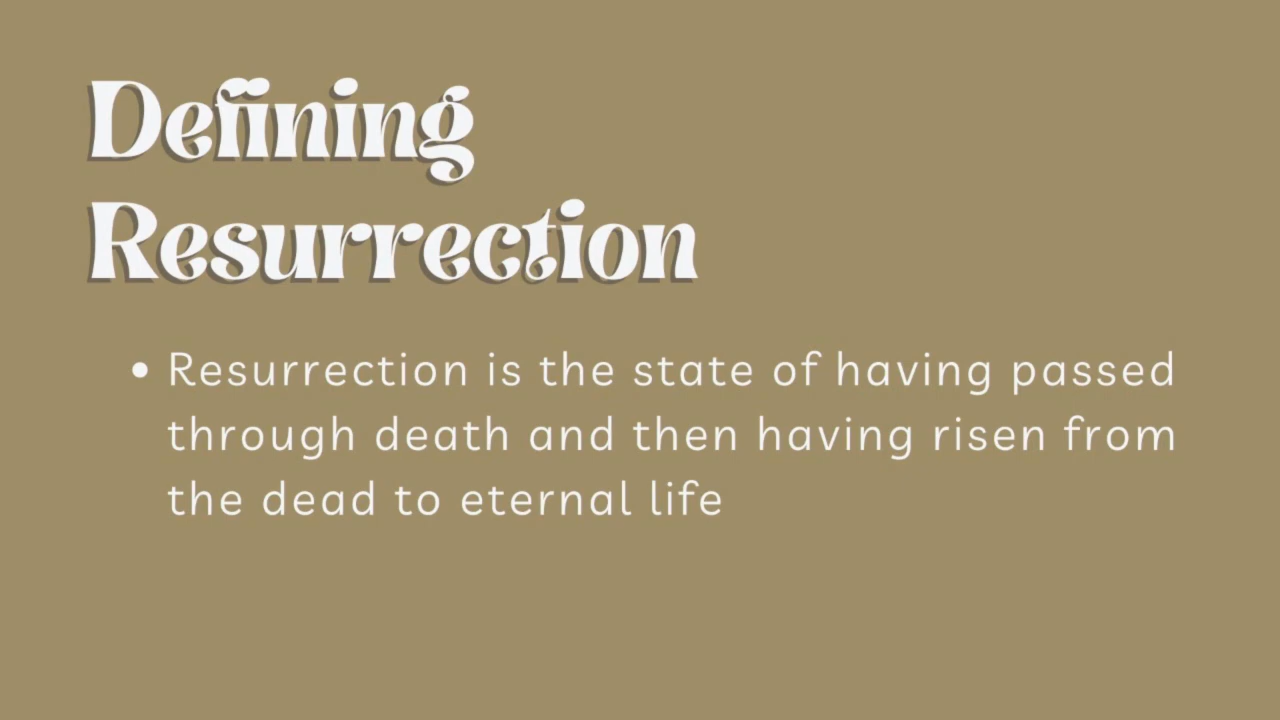 Defining
Resurrection
• Resurrection is the state of having passed
through death and then having risen from
the dead to eternal life